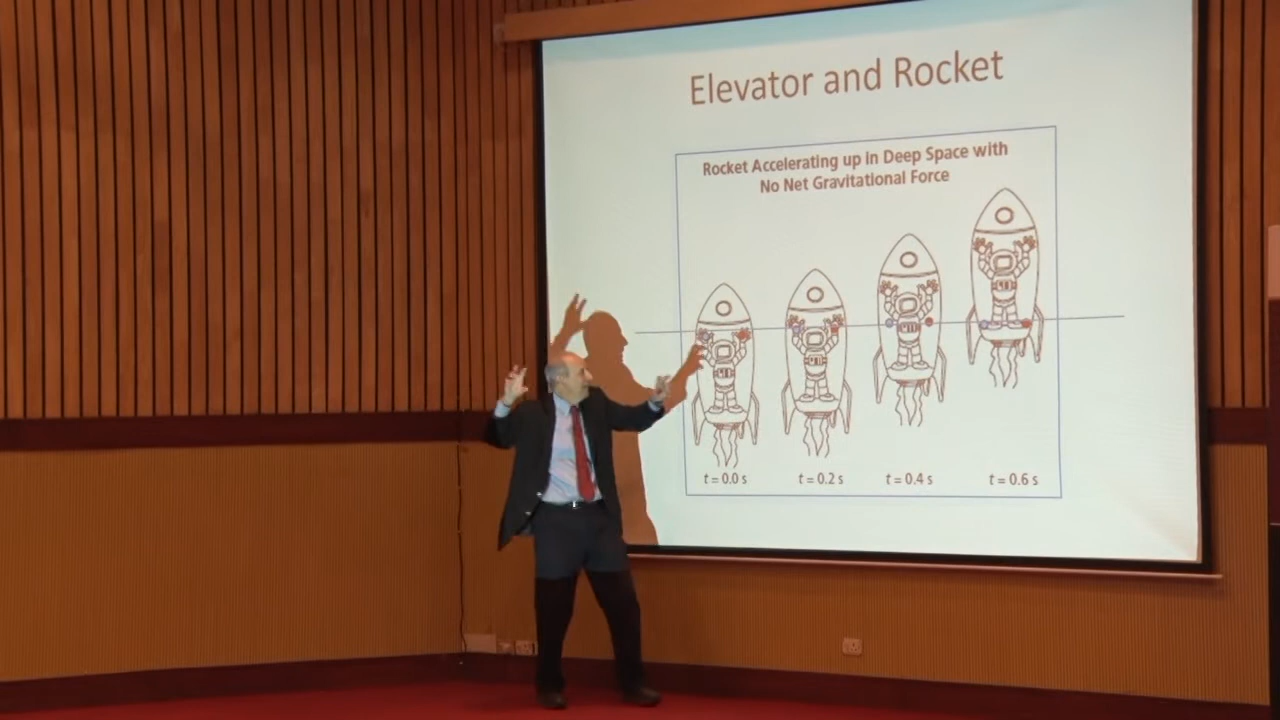 Elevator and Rocket
Rocket Accelerating up in Deep Space with
No Net Gravitational Force
t = 0.0 s
t = 0.2 s
t = 0.4 s
t = 0.6 s